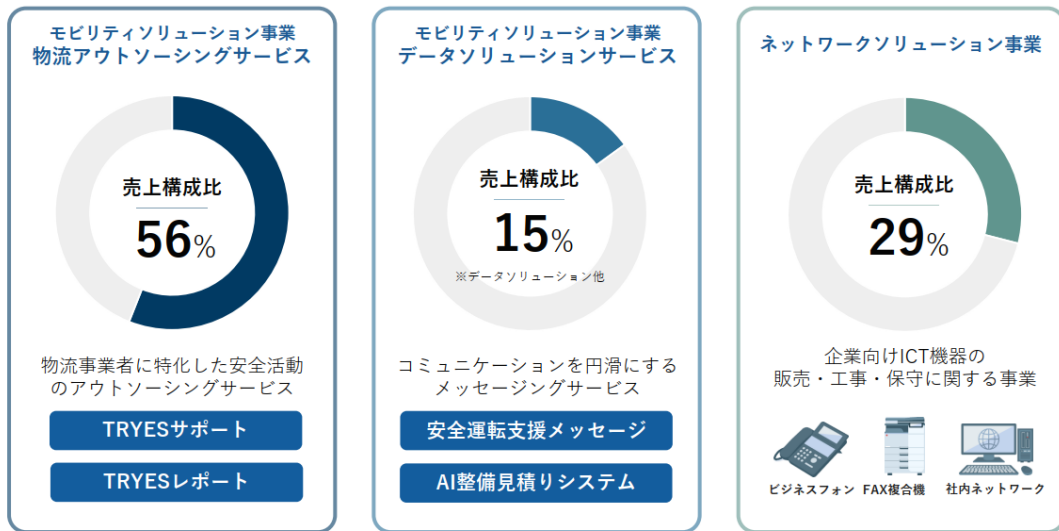 モビリティソリューション事業
物流アウトソーシングサービス
売上構成比
56%
物流事業者に特化した安全活動
のアウトソーシングサービス
TRYESサポート
TRYESレポート
モビリティソリューション事業
データソリューションサービス
売上構成比
15%
※データソリューション他
コミュニケーションを円滑にする
メッセージングサービス
安全運転支援メッセージ
AI整備見積りシステム
ネットワークソリューション事業
売上構成比
29%
企業向けICT機器の
販売・工事・保守に関する事業
ビジネスフォン
FAX複合機
社内ネットワーク